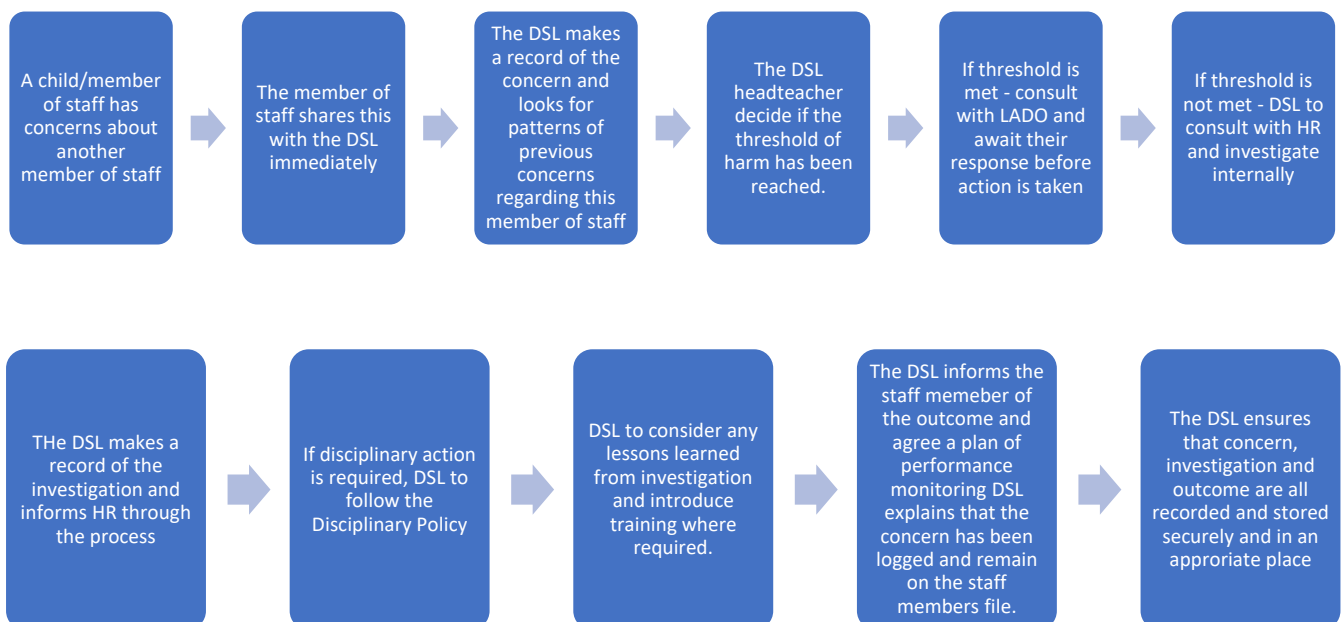 A child/member
of staff has
concerns about
another
member of staff
The member of
staff shares this
with the DSL
immediately
The DSL makes
a record of the
concern and
looks for
patterns of
previous
concerns
regarding this
member of staff
The DSL
headteacher
decide if the
threshold of
harm has been
reached.
If threshold is
met - consult
with LADO and
await their
response before
action is taken
If threshold is
not met - DSL to
consult with HR
and investigate
internally
THe DSL makes a
record of the
investigation and
informs HR through
the process
If disciplinary action
is required, DSL to
follow the
Disciplinary Policy
DSL to consider any
lessons learned
from investigation
and introduce
training where
required.
The DSL informs the
staff memeber of
the outcome and
agree a plan of
performance
monitoring DSL
explains that the
concern has been
logged and remain
on the staff
members file.
The DSL ensures
that concern,
investigation and
outcome are all
recorded and stored
securely and in an
approriate place